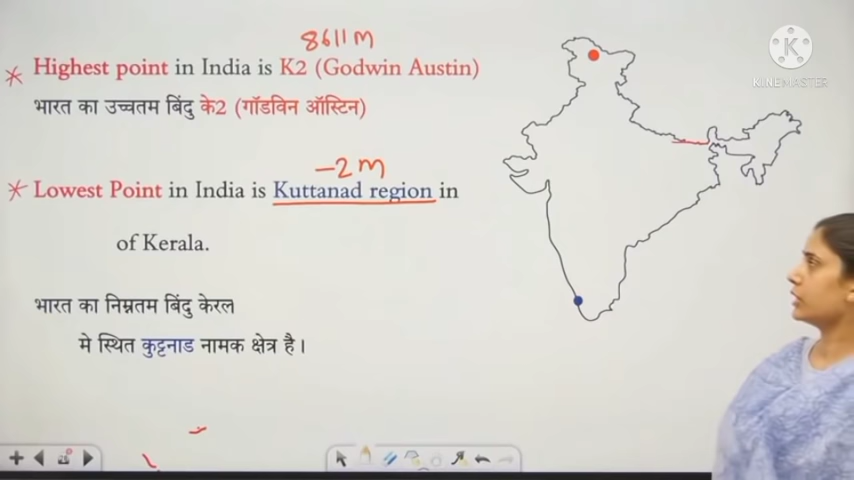 8611 m
Highest point in India is K2 (Godwin Austin)
भारत का उच्चतम बिंदु के2 (गॉडविन ऑस्टिन)
-2 m
Lowest Point in India is Kuttanad region in
of Kerala.
भारत का निम्नतम बिंदु केरल
मे स्थित कुट्टनाड नामक क्षेत्र है।
K
KINEMASTER